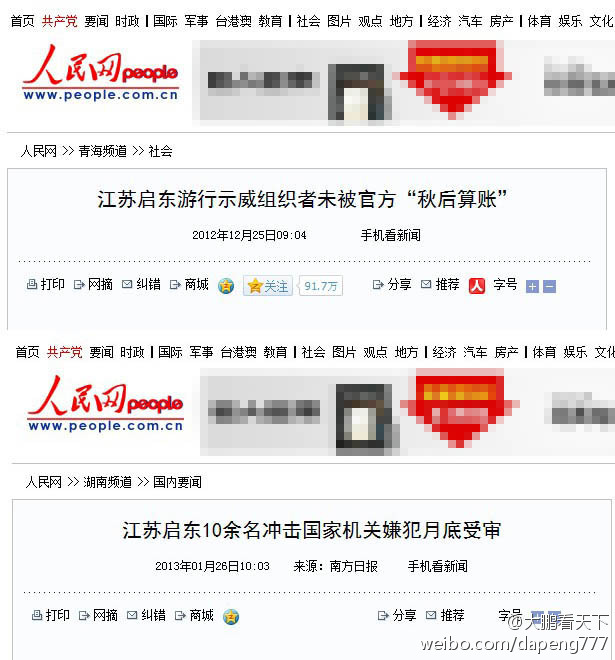 首页 共产党 要闻 时政 | 国际 军事 台港澳 教育 | 社会 图片 观点 地方 | 经济 汽车 房产 | 体育 娱乐 文化
人民网 people
www.people.com.cn
人民网 >> 青海频道 >> 社会
江苏启东游行示威组织者未被官方“秋后算账”
2012年12月25日09:04 手机看新闻
打印 网摘 纠错 商城 关注 91.7万 分享 推荐 人 字号
首页 共产党 要闻 时政 | 国际 军事 台港澳 教育 | 社会 图片 观点 地方 | 经济 汽车 房产 | 体育 娱乐
人民网 people
www.people.com.cn
人民网 >> 湖南频道 >> 国内要闻
江苏启东10余名冲击国家机关嫌犯月底受审
2013年01月26日10:03 来源：南方日报 手机看新闻
打印 网摘 纠错 商城 分享 推荐 字号
@大鹏看天下
weibo.com/dapeng777